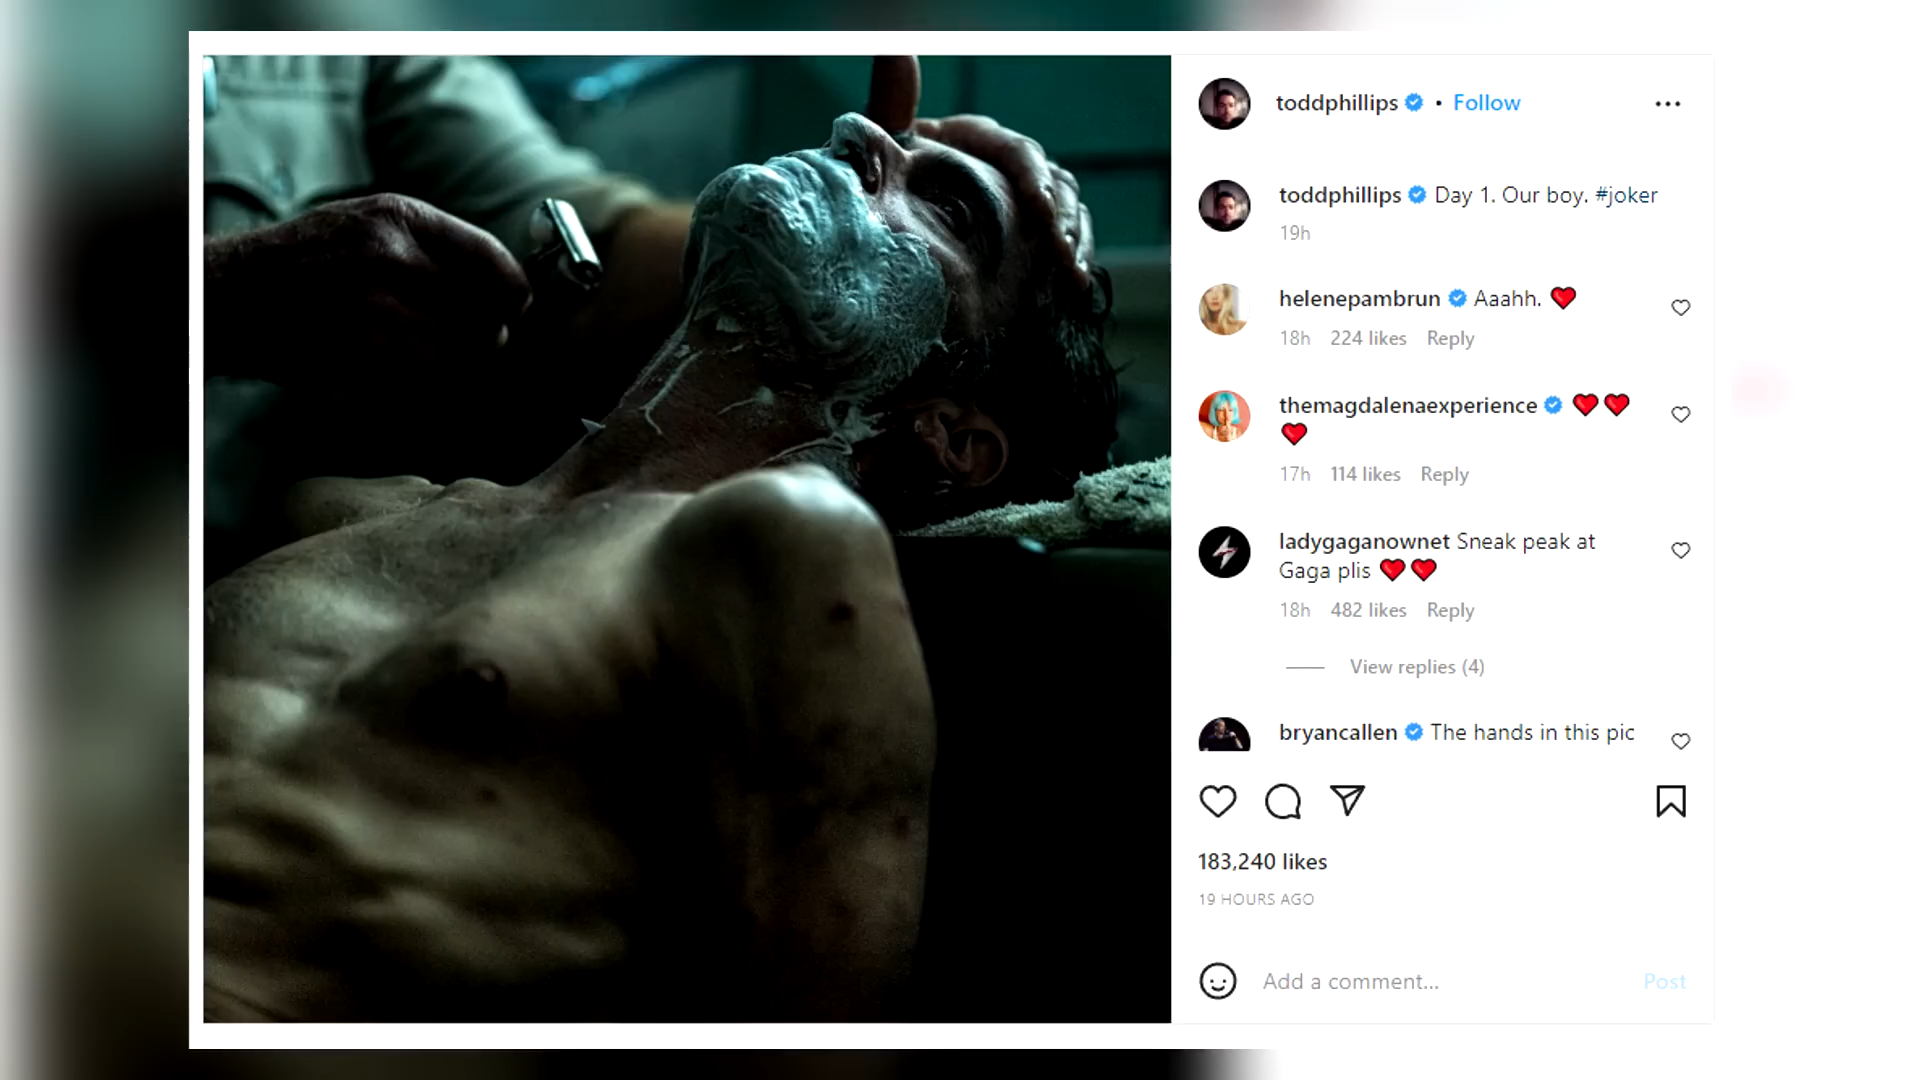 toddphillips • Follow
toddphillips Day 1. Our boy. #joker
19h
helenepambrun Aaahh. ❤️
18h 224 likes Reply
themagdalenaexperience ❤️❤️
❤️
17h 114 likes Reply
ladygaganownet Sneak peak at
Gaga plis ❤️❤️
18h 482 likes Reply
View replies (4)
bryancallen The hands in this pic
183,240 likes
19 HOURS AGO
Add a comment...
Post